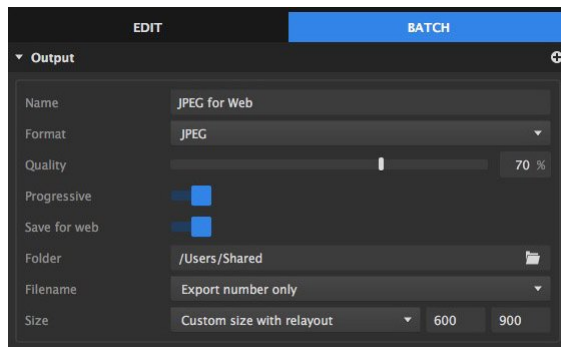 EDIT BATCH
Output
Name JPEG for Web
Format JPEG
Quality 70 %
Progressive
Save for web
Folder /Users/Shared
Filename Export number only
Size Custom size with relayout 600 900